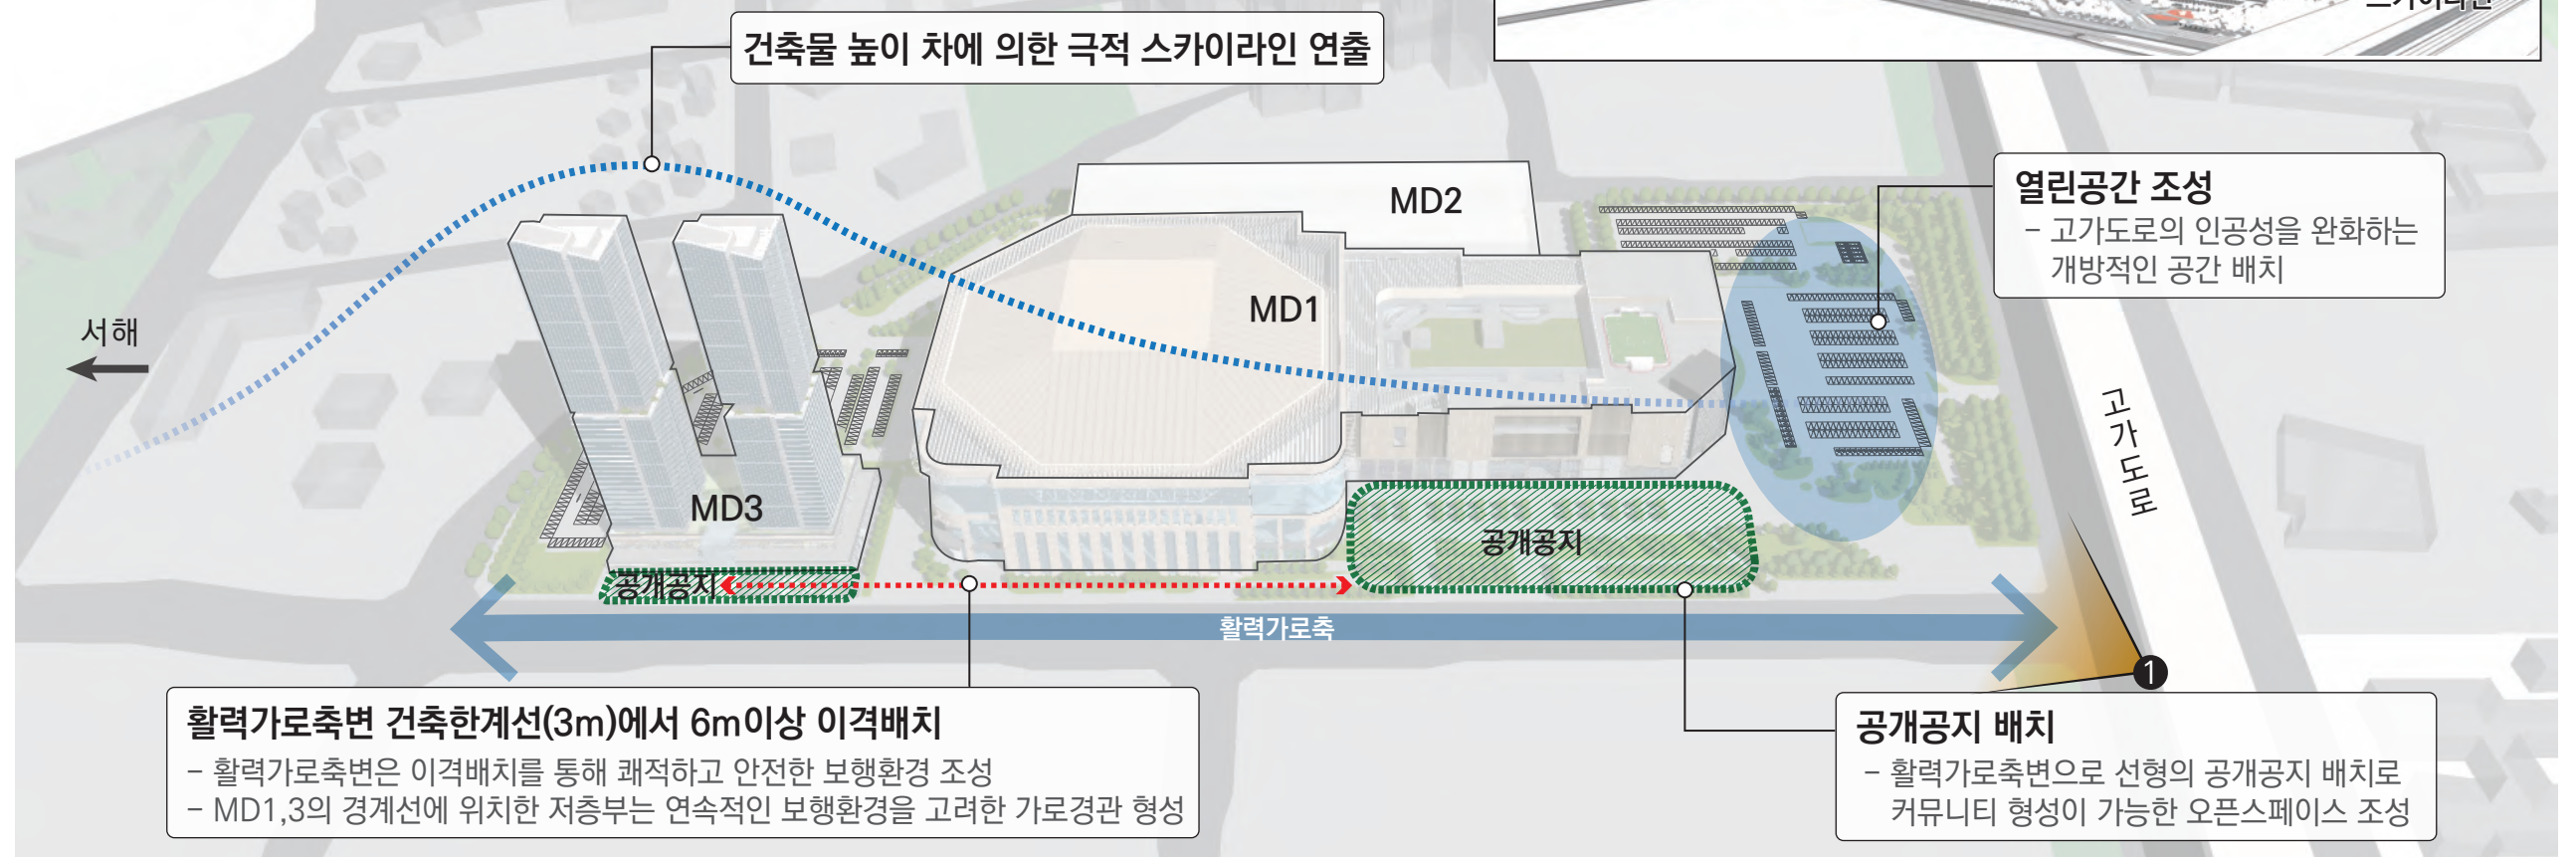 스카이라인
건축물 높이 차에 의한 극적 스카이라인 연출
MD2
열린공간 조성
- 고가도로의 인공성을 완화하는
개방적인 공간 배치
MD1
서해
고가도로
MD3
공개공지
공개공지
활력가로축
1
활력가로축변 건축한계선(3m)에서 6m이상 이격배치
- 활력가로축변은 이격배치를 통해 쾌적하고 안전한 보행환경 조성
- MD1,3의 경계선에 위치한 저층부는 연속적인 보행환경을 고려한 가로경관 형성
공개공지 배치
- 활력가로축변으로 선형의 공개공지 배치로
커뮤니티 형성이 가능한 오픈스페이스 조성